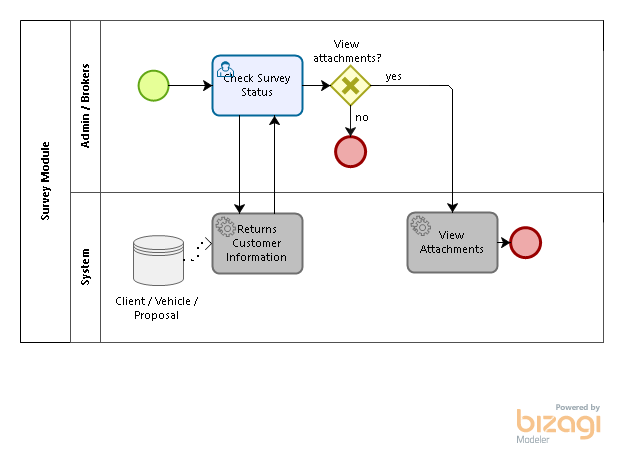 Survey Module
Admin / Brokers
System
Check Survey
Status
View
attachments?
yes
no
Returns
Customer
Information
View
Attachments
Client / Vehicle /
Proposal
Powered by
bizagi
Modeler